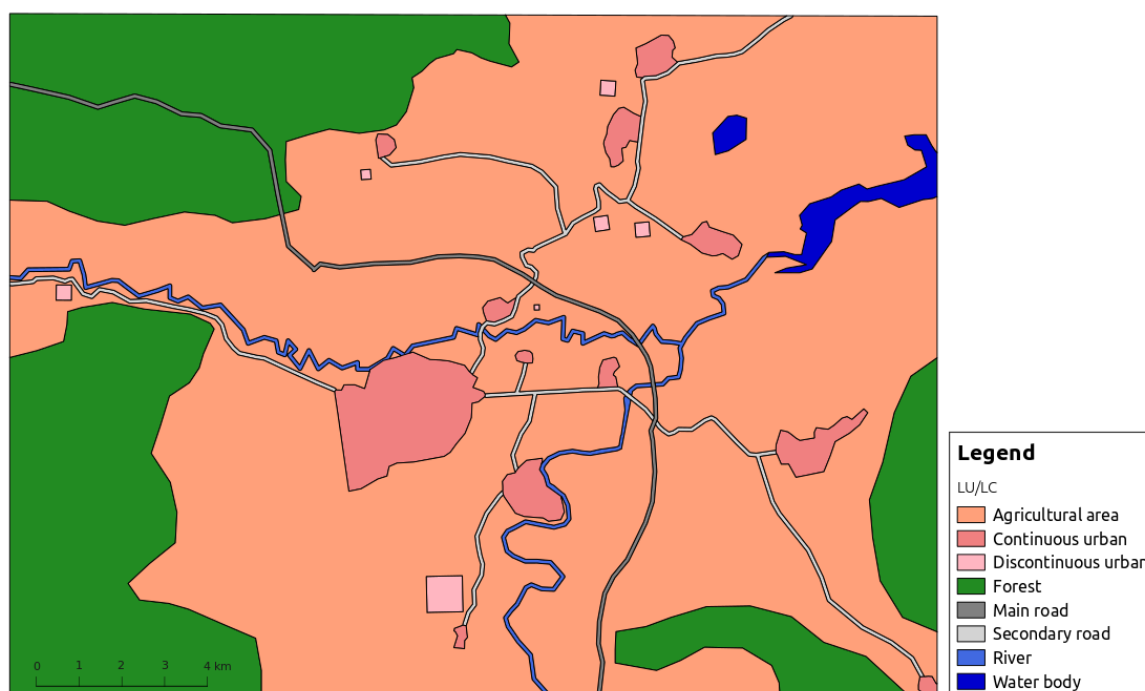 Legend
LU/LC
Agricultural area
Continuous urban
Discontinuous urban
Forest
Main road
Secondary road
River
Water body
0 1 2 3 4 km